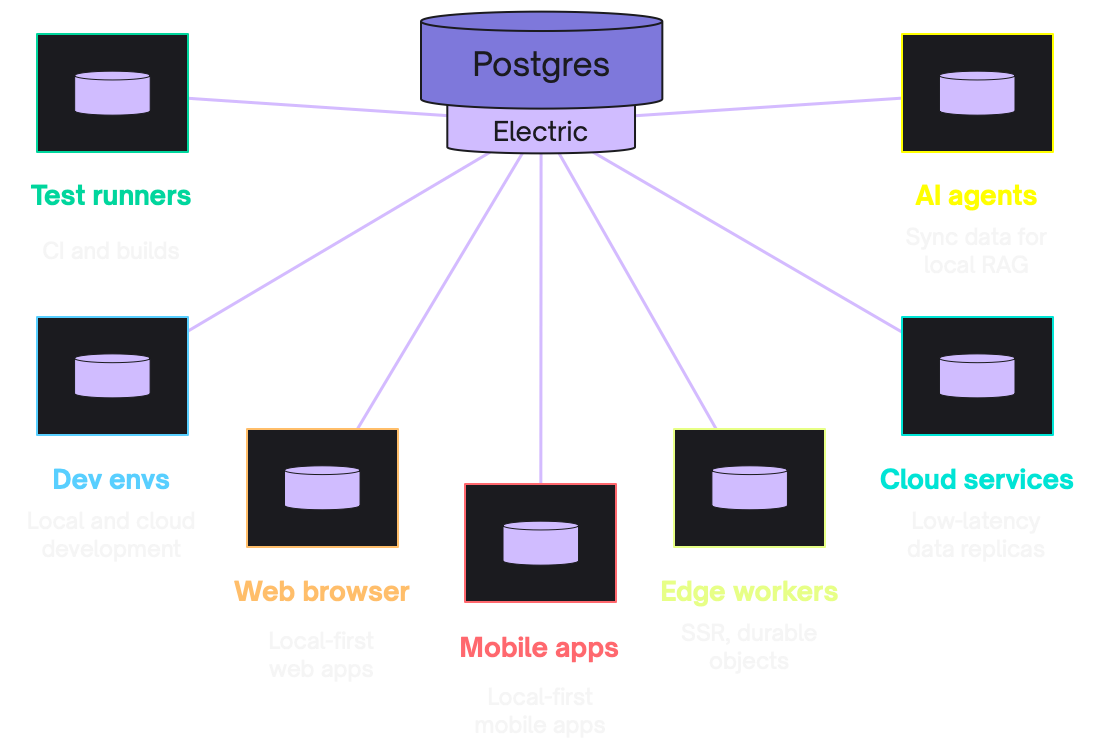 Postgres
Electric
Test runners
CI and builds
AI agents
Sync data for
local RAG
Dev envs
Local and cloud
development
Cloud services
Low-latency
data replicas
Web browser
Local-first
web apps
Mobile apps
Local-first
mobile apps
Edge workers
SSR, durable
objects